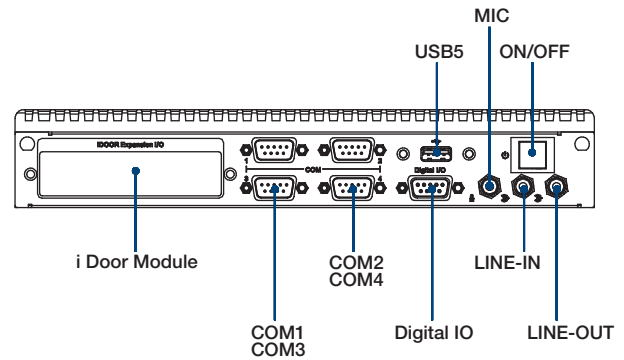 MIC
USB5
ON/OFF
IDOOR Expansion I/O
1
2
COM
Digital I/O
3
4
i Door Module
COM2
COM4
LINE-IN
COM1
COM3
Digital IO
LINE-OUT